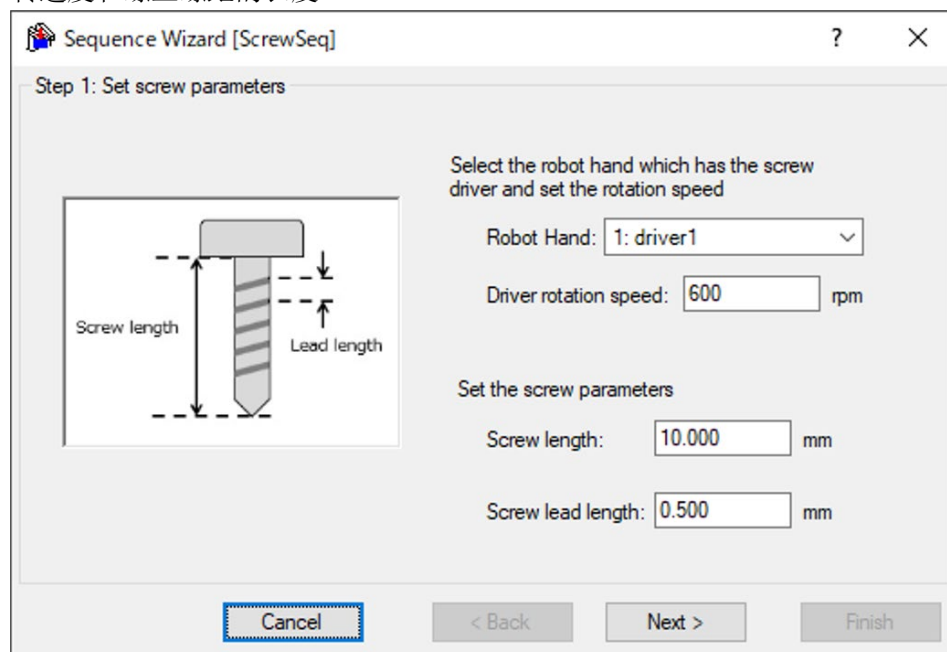 Sequence Wizard [ScrewSeq]
?
Step 1: Set screw parameters
Select the robot hand which has the screw
driver and set the rotation speed
Robot Hand: 1: driver1
Driver rotation speed: 600 rpm
Screw length
Lead length
Set the screw parameters
Screw length: 10.000 mm
Screw lead length: 0.500 mm
Cancel
< Back
Next >
Finish